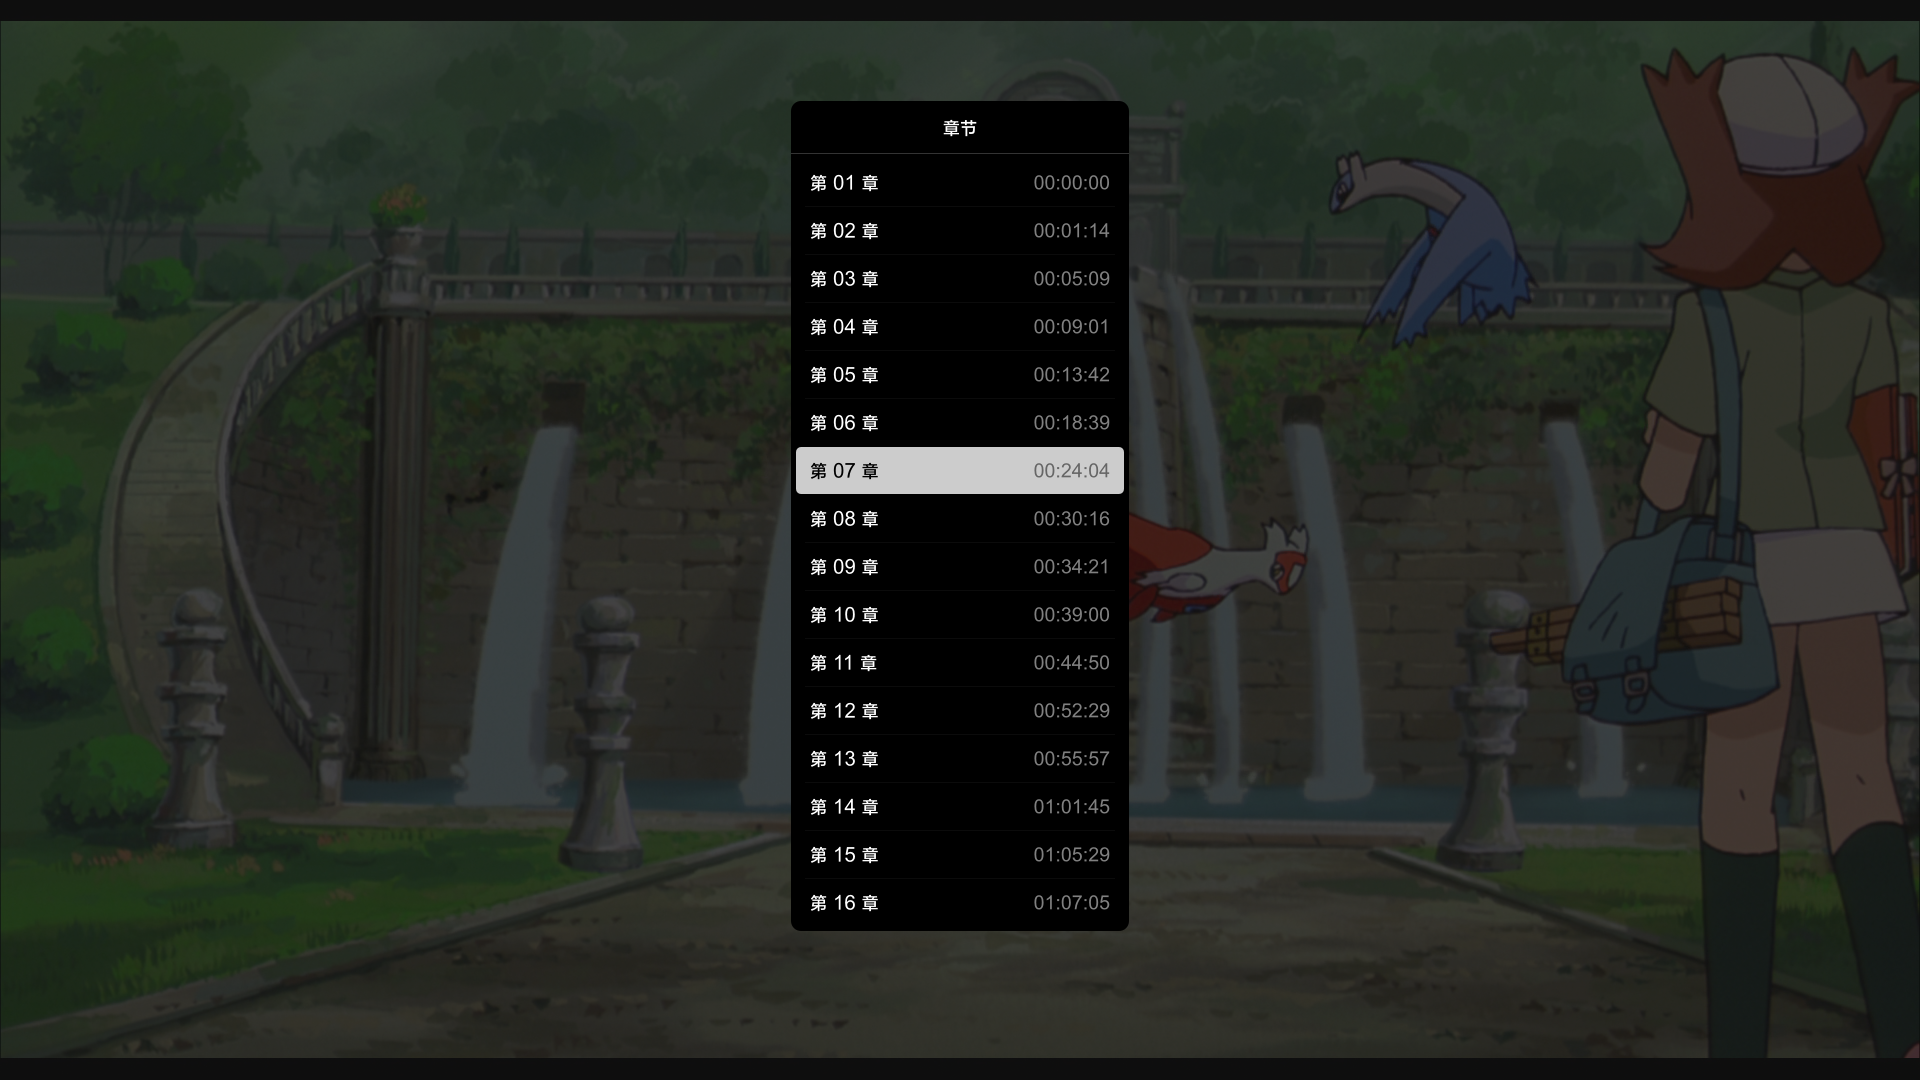 章节
第 01 章 00:00:00
第 02 章 00:01:14
第 03 章 00:05:09
第 04 章 00:09:01
第 05 章 00:13:42
第 06 章 00:18:39
第 07 章 00:24:04
第 08 章 00:30:16
第 09 章 00:34:21
第 10 章 00:39:00
第 11 章 00:44:50
第 12 章 00:52:29
第 13 章 00:55:57
第 14 章 01:01:45
第 15 章 01:05:29
第 16 章 01:07:05